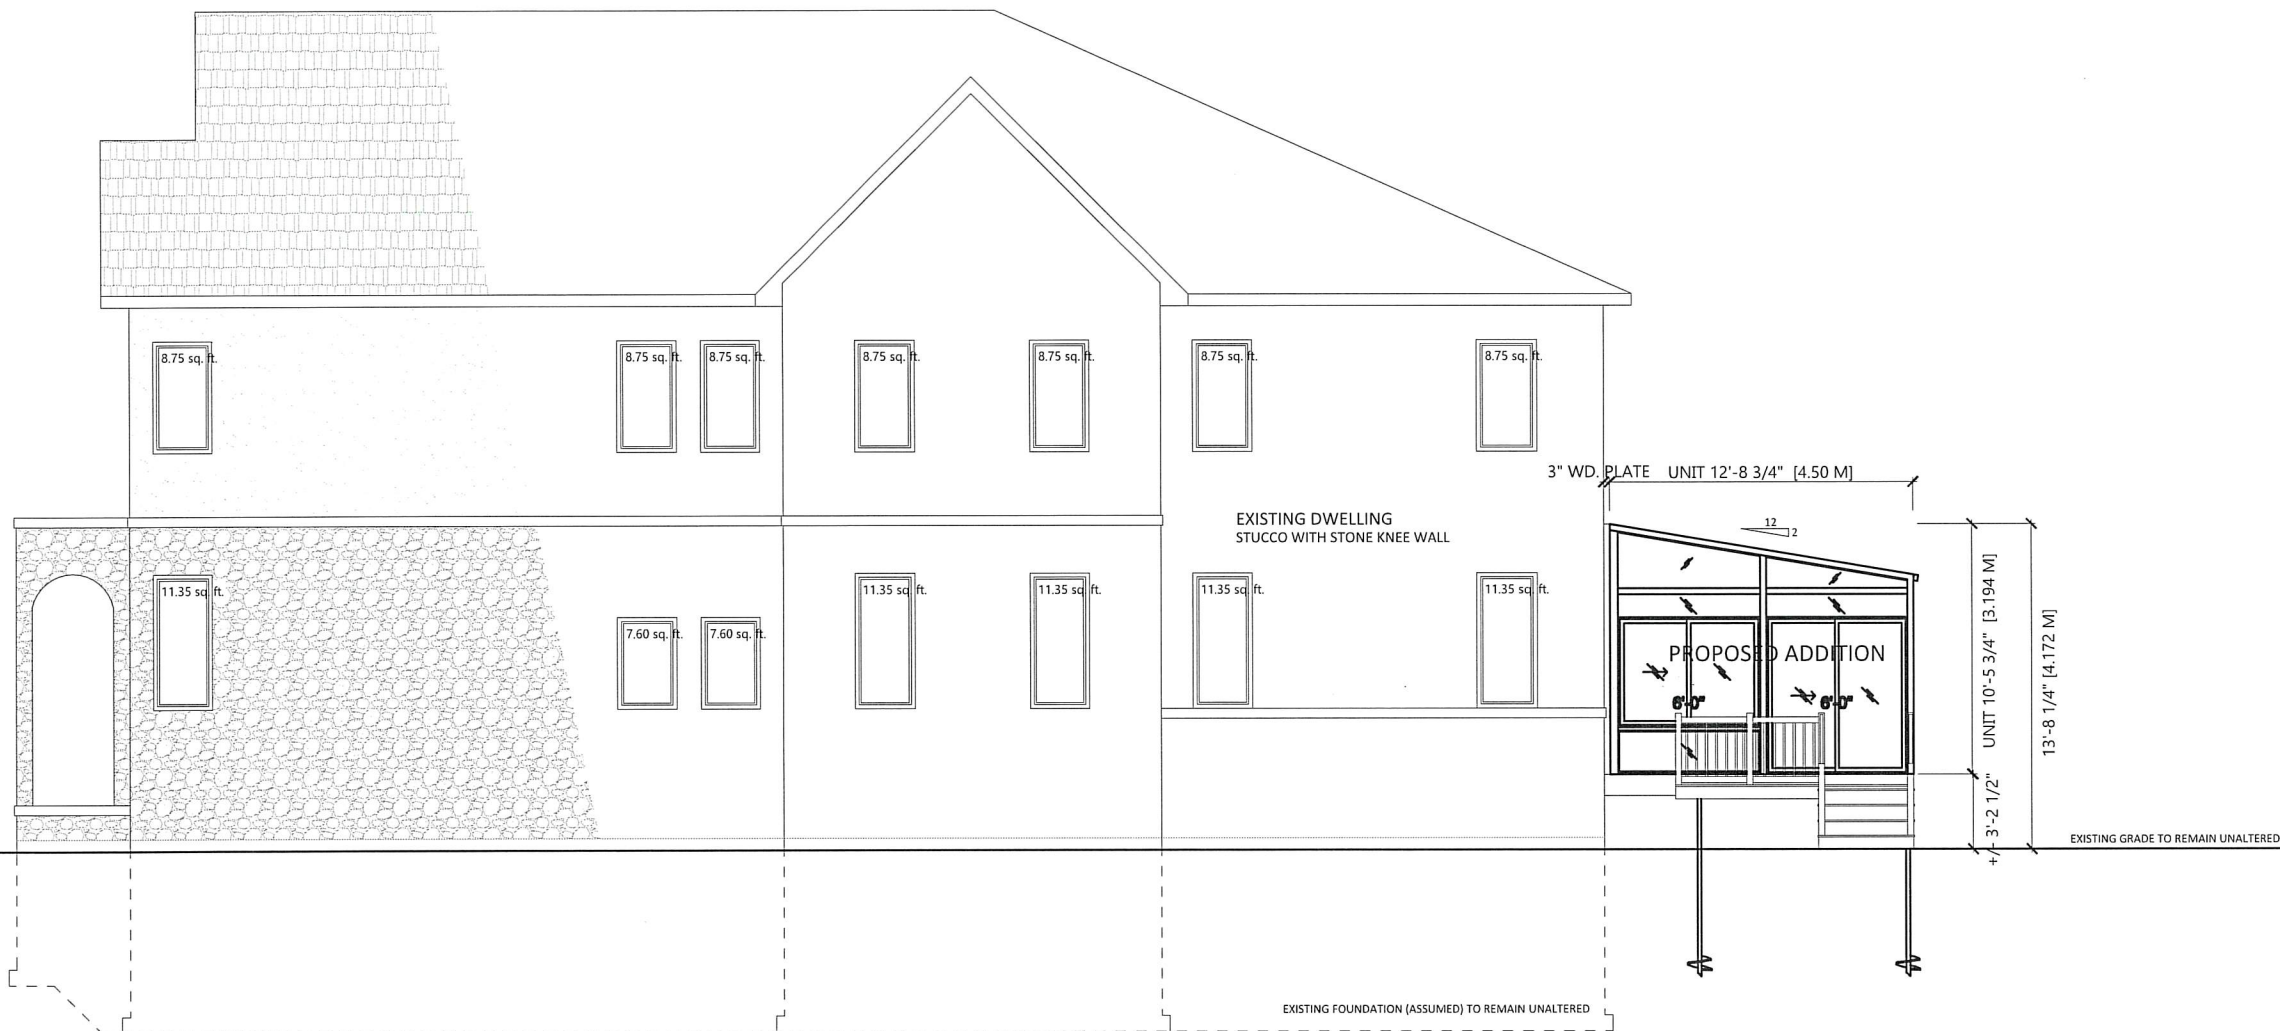 8.75 sq. ft.
8.75 sq. ft.
8.75 sq. ft.
8.75 sq. ft.
8.75 sq. ft.
8.75 sq. ft.
8.75 sq. ft.
3" WD. PLATE UNIT 12'-8 3/4" [4.50 M]
EXISTING DWELLING
STUCCO WITH STONE KNEE WALL
12
2
11.35 sq. ft.
7.60 sq. ft.
7.60 sq. ft.
11.35 sq. ft.
11.35 sq. ft.
11.35 sq. ft.
11.35 sq. ft.
PROPOSED ADDITION
6'-0"
6'-0"
UNIT 10'-5 3/4" [3.194 M]
+/- 3'-2 1/2"
13'-8 1/4" [4.172 M]
EXISTING GRADE TO REMAIN UNALTERED
EXISTING FOUNDATION (ASSUMED) TO REMAIN UNALTERED